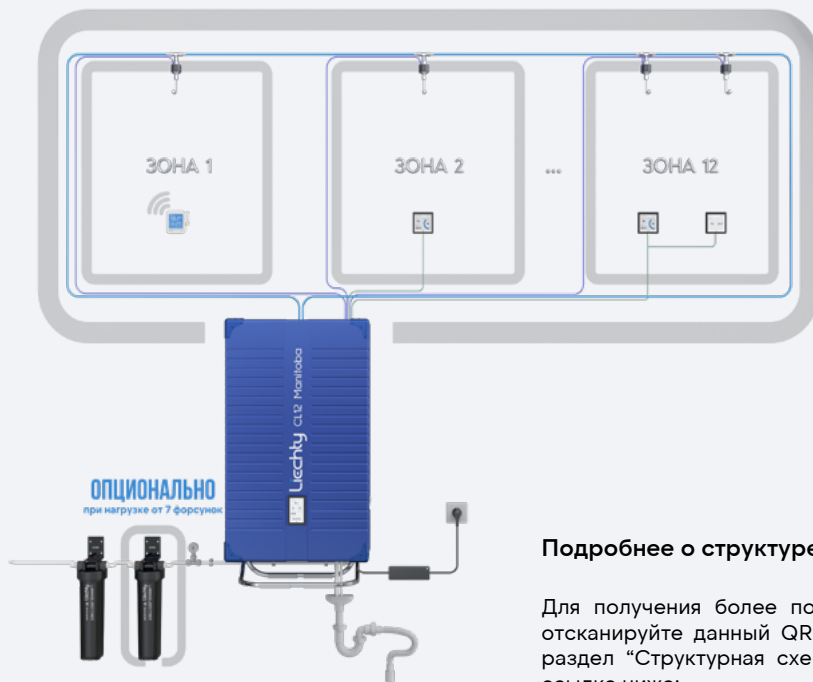 ЗОНА 1
ЗОНА 2
...
ЗОНА 12
Liechty CL12 Manitoba
ОПЦИОНАЛЬНО
при нагрузке от 7 форсунок
Подробнее о структуре
Для получения более по
отсканируйте данный QR
раздел “Структурная схе